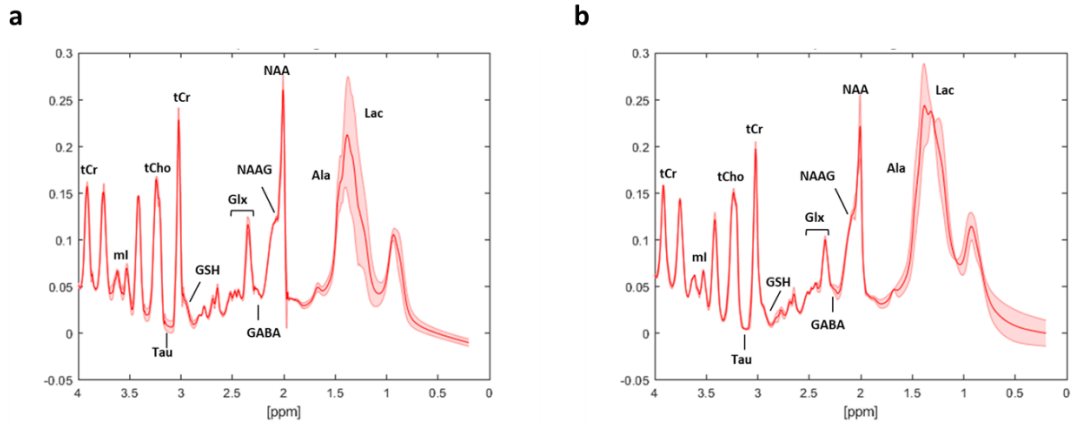 a
b
0.3
0.25
0.2
0.15
0.1
0.05
0
-0.05
4
3.5
3
2.5
2
1.5
1
0.5
0
[ppm]
tCr
mI
tCho
Tau
tCr
GSH
Glx
NAAG
GABA
NAA
Ala
Lac
0.3
0.25
0.2
0.15
0.1
0.05
0
-0.05
4
3.5
3
2.5
2
1.5
1
0.5
0
[ppm]
tCr
mI
tCho
Tau
tCr
GSH
Glx
NAAG
GABA
NAA
Ala
Lac